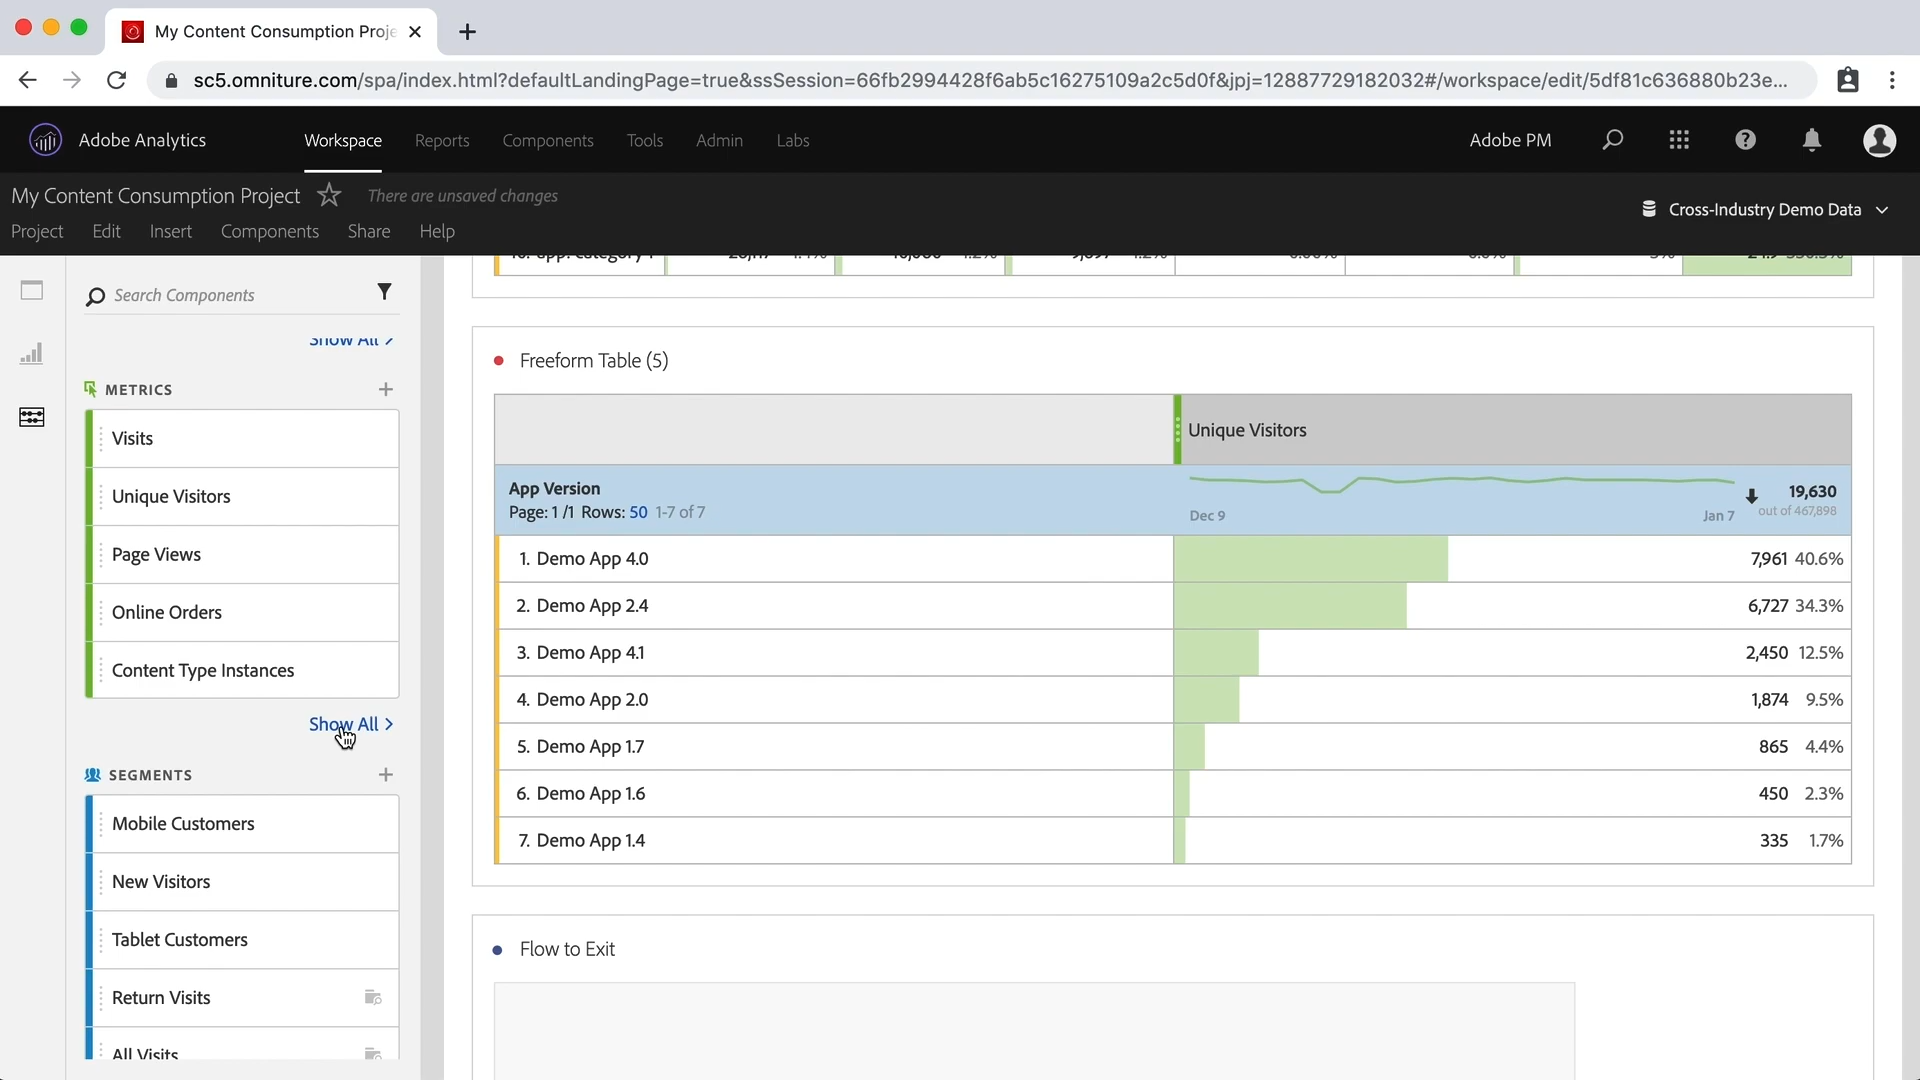 My Content Consumption Proje
sc5.omniture.com/spa/index.html?defaultLandingPage=true&ssSession=66fb2994428f6ab5c16275109a2c5d0f&jpj=12887729182032#/workspace/edit/5df81c636880b23e...
Adobe Analytics
Workspace
Reports
Components
Tools
Admin
Labs
Adobe PM
My Content Consumption Project
There are unsaved changes
Cross-Industry Demo Data
Project
Edit
Insert
Components
Share
Help
Search Components
Show All
METRICS
Visits
Unique Visitors
Page Views
Online Orders
Content Type Instances
Show All
SEGMENTS
Mobile Customers
New Visitors
Tablet Customers
Return Visits
All Visits
Freeform Table (5)
Unique Visitors
App Version
Page: 1 /1 Rows: 50 1-7 of 7
Dec 9
Jan 7
19,630
out of 467,898
1. Demo App 4.0 7,961 40.6%
2. Demo App 2.4 6,727 34.3%
3. Demo App 4.1 2,450 12.5%
4. Demo App 2.0 1,874 9.5%
5. Demo App 1.7 865 4.4%
6. Demo App 1.6 450 2.3%
7. Demo App 1.4 335 1.7%
Flow to Exit